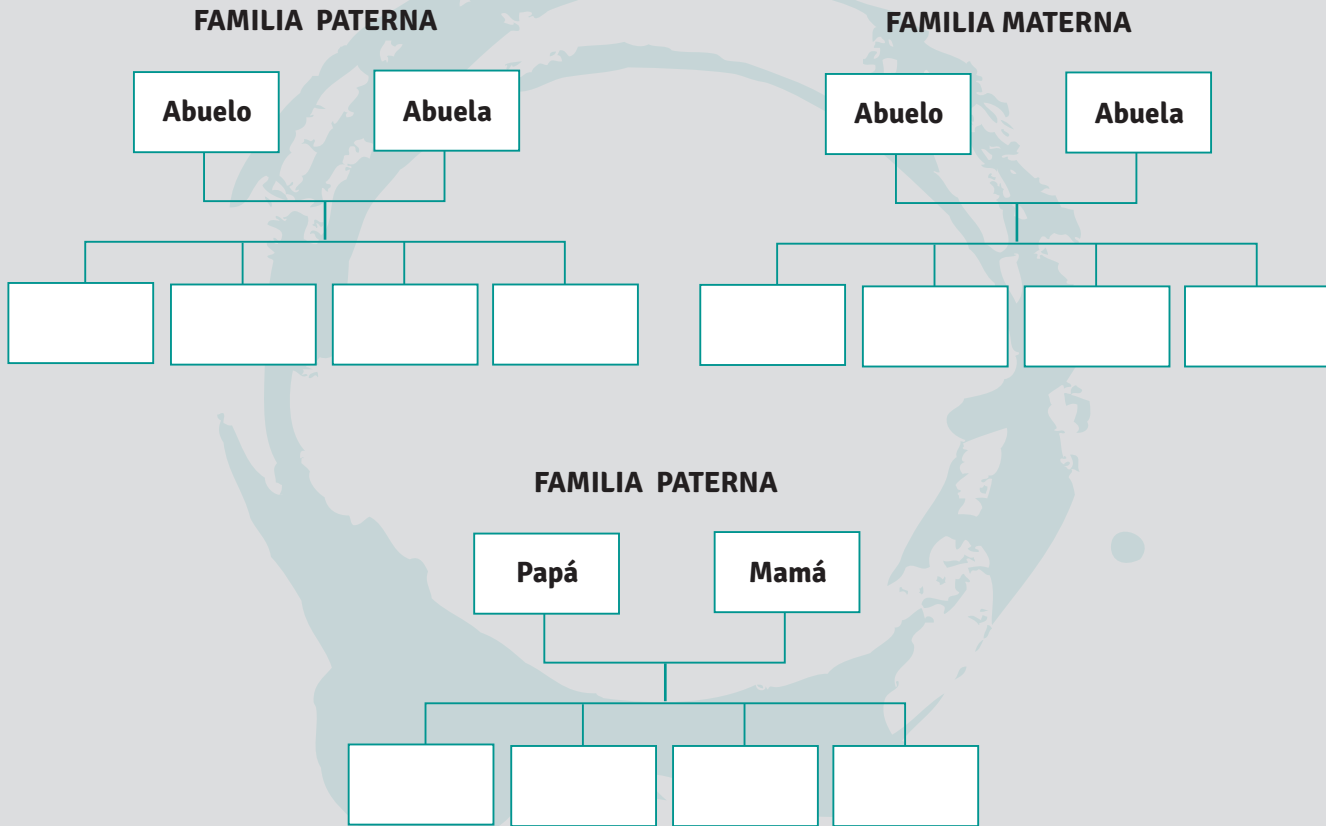 FAMILIA PATERNA
FAMILIA MATERNA
Abuelo
Abuela
Abuelo
Abuela
FAMILIA PATERNA
Papá
Mamá